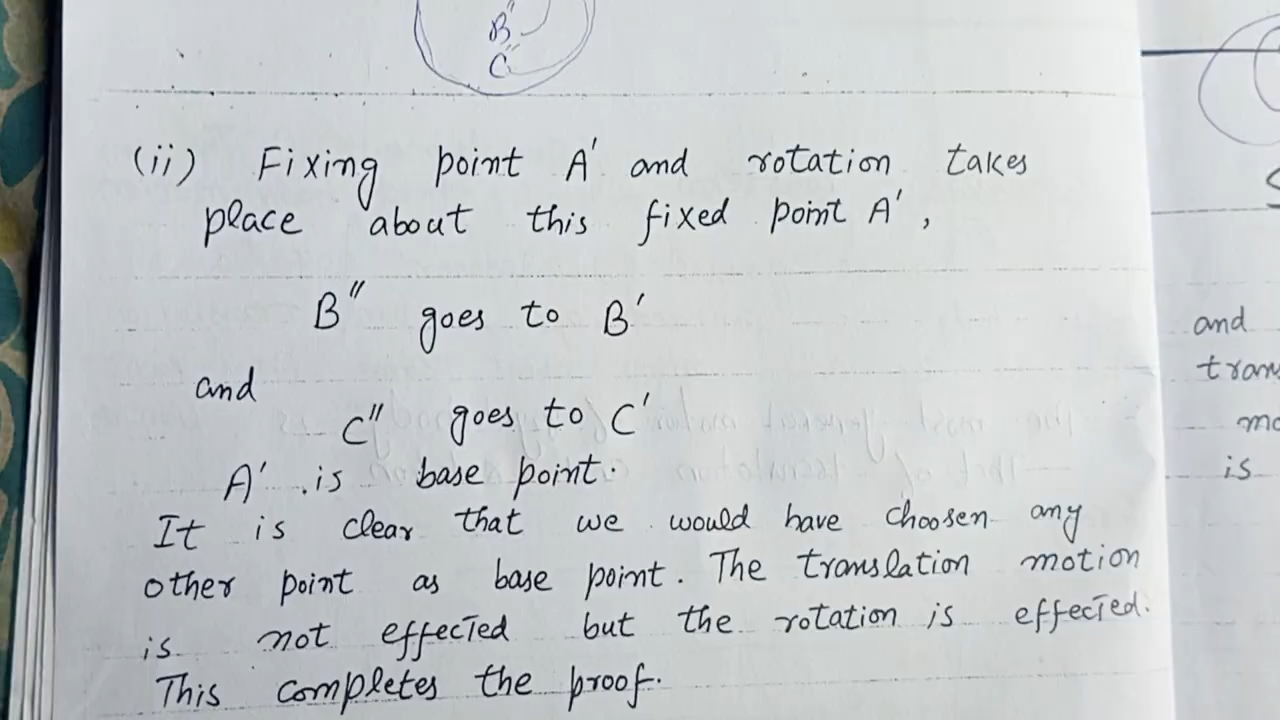 B"
C"
(ii) Fixing point A' and rotation takes
place about this fixed point A',
B" goes to B'
and
C" goes to C'
A' is base point.
It is clear that we would have choosen any
other point as base point. The translation motion
is not effected but the rotation is effected.
This completes the proof.
and
is